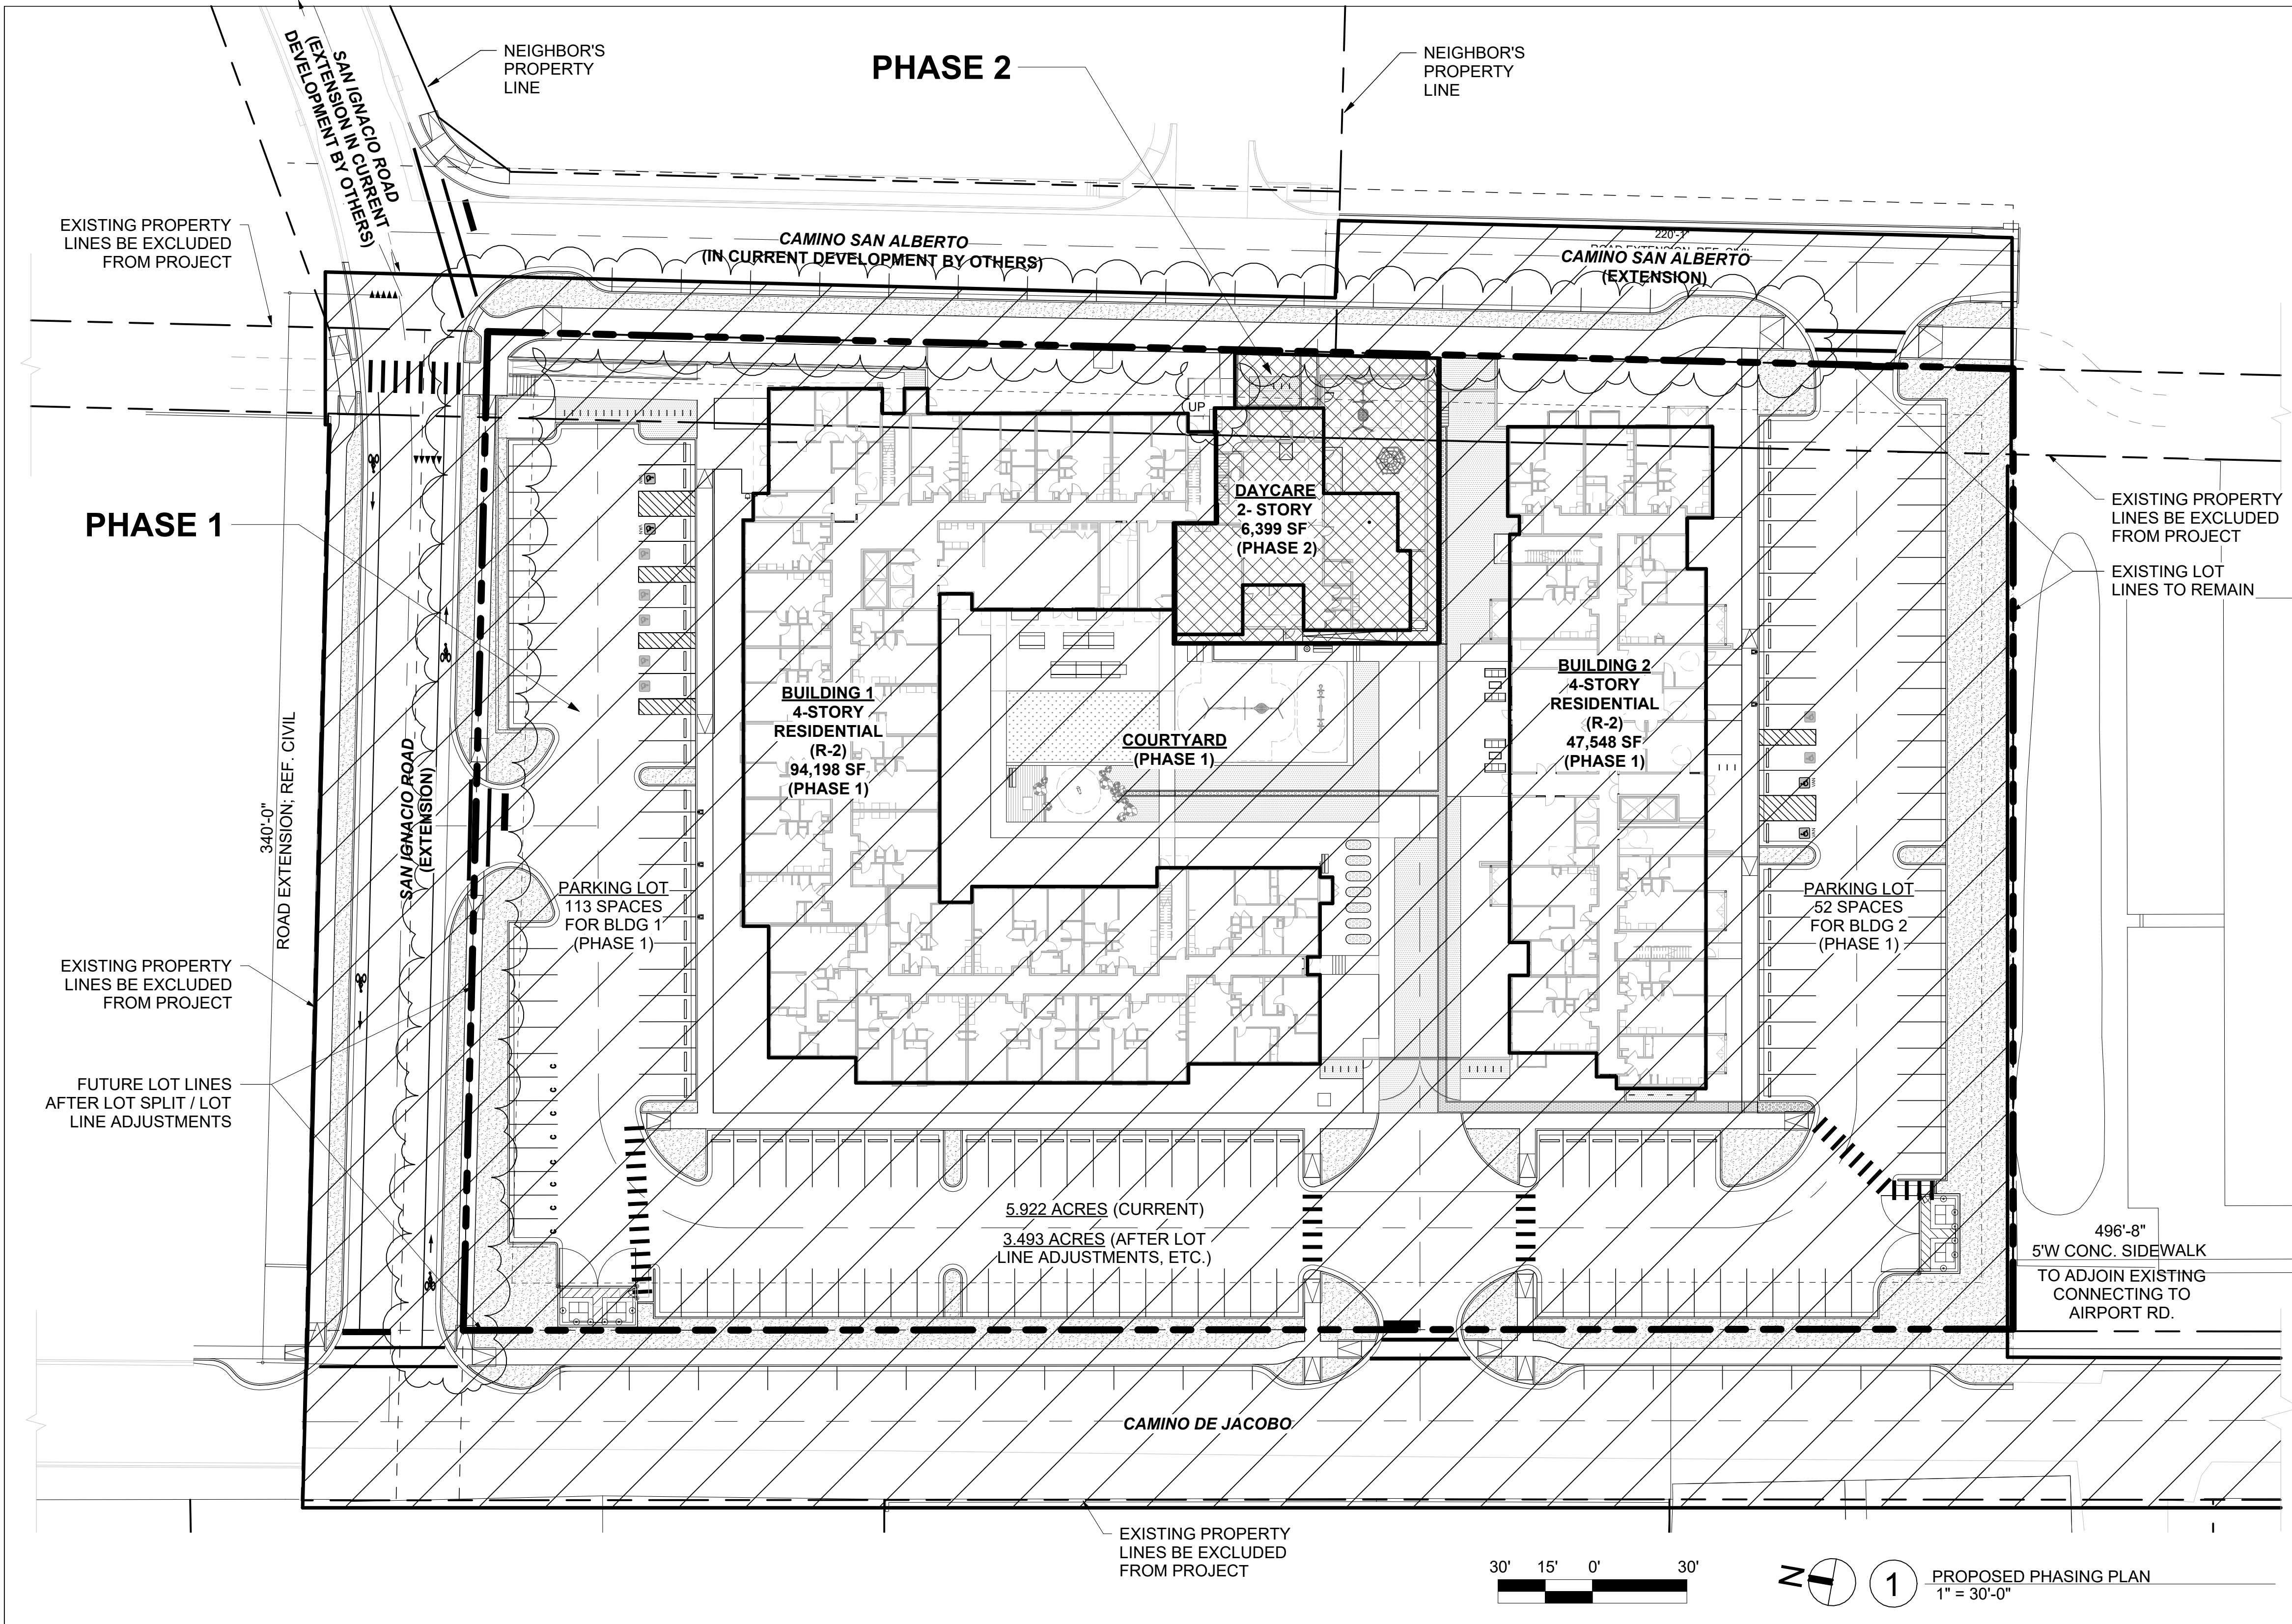 NEIGHBOR'S
PROPERTY
LINE
PHASE 2
NEIGHBOR'S
PROPERTY
LINE
SAN IGNACIO ROAD
(EXTENSION IN CURRENT
DEVELOPMENT BY OTHERS)
EXISTING PROPERTY
LINES BE EXCLUDED
FROM PROJECT
CAMINO SAN ALBERTO
(IN CURRENT DEVELOPMENT BY OTHERS)
220'-1"
ROAD EXTENSION; REF. CIVIL
CAMINO SAN ALBERTO
(EXTENSION)
UP
PHASE 1
DAYCARE
2- STORY
6,399 SF
(PHASE 2)
EXISTING PROPERTY
LINES BE EXCLUDED
FROM PROJECT
EXISTING LOT
LINES TO REMAIN
BUILDING 1
4-STORY
RESIDENTIAL
(R-2)
94,198 SF
(PHASE 1)
COURTYARD
(PHASE 1)
BUILDING 2
4-STORY
RESIDENTIAL
(R-2)
47,548 SF
(PHASE 1)
340'-0"
ROAD EXTENSION; REF. CIVIL
SAN IGNACIO ROAD
(EXTENSION)
PARKING LOT
113 SPACES
FOR BLDG 1
(PHASE 1)
PARKING LOT
52 SPACES
FOR BLDG 2
(PHASE 1)
EXISTING PROPERTY
LINES BE EXCLUDED
FROM PROJECT
FUTURE LOT LINES
AFTER LOT SPLIT / LOT
LINE ADJUSTMENTS
C
C
C
C
C
C
C
C
5.922 ACRES (CURRENT)
3.493 ACRES (AFTER LOT
LINE ADJUSTMENTS, ETC.)
496'-8"
5'W CONC. SIDEWALK
TO ADJOIN EXISTING
CONNECTING TO
AIRPORT RD.
CAMINO DE JACOBO
EXISTING PROPERTY
LINES BE EXCLUDED
FROM PROJECT
30' 15' 0' 30'
N
1
PROPOSED PHASING PLAN
1" = 30'-0"